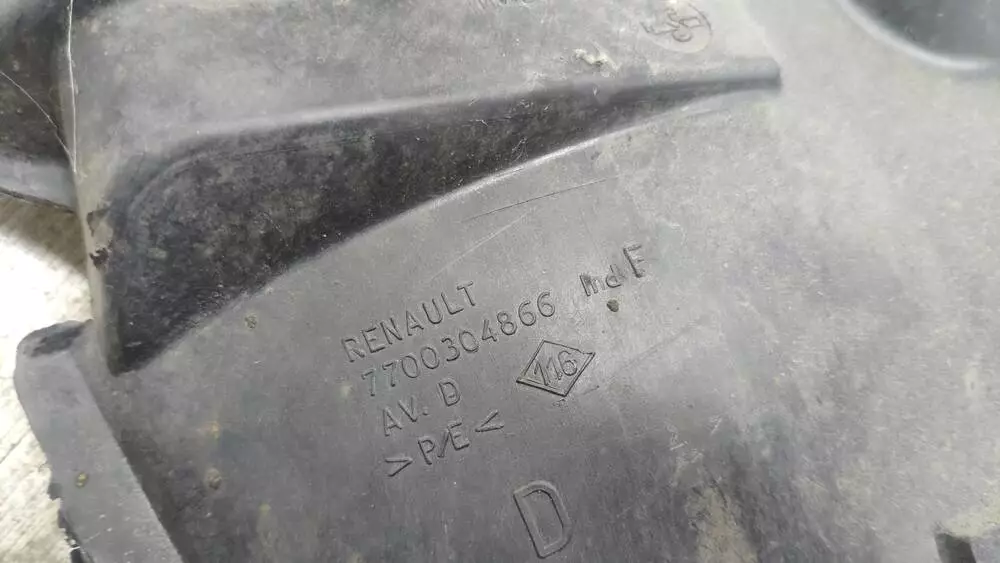 RENAULT
7700304866 Ind F
AV. D
116
>P/E<
D